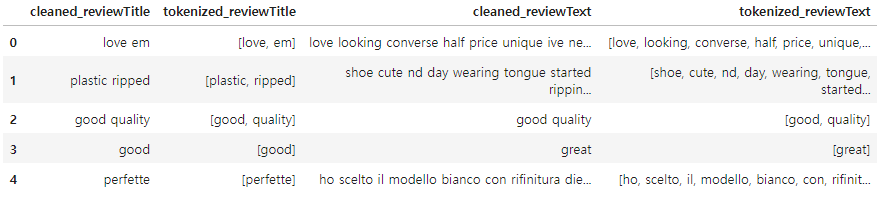 cleaned_reviewTitle tokenized_reviewTitle cleaned_reviewText tokenized_reviewText
0 love em [love, em] love looking converse half price unique ive ne... [love, looking, converse, half, price, unique,...
1 plastic ripped [plastic, ripped] shoe cute nd day wearing tongue started rippin... [shoe, cute, nd, day, wearing, tongue, started...
2 good quality [good, quality] good quality [good, quality]
3 good [good] great [great]
4 perfette [perfette] ho scelto il modello bianco con rifinitura die... [ho, scelto, il, modello, bianco, con, rifinit...